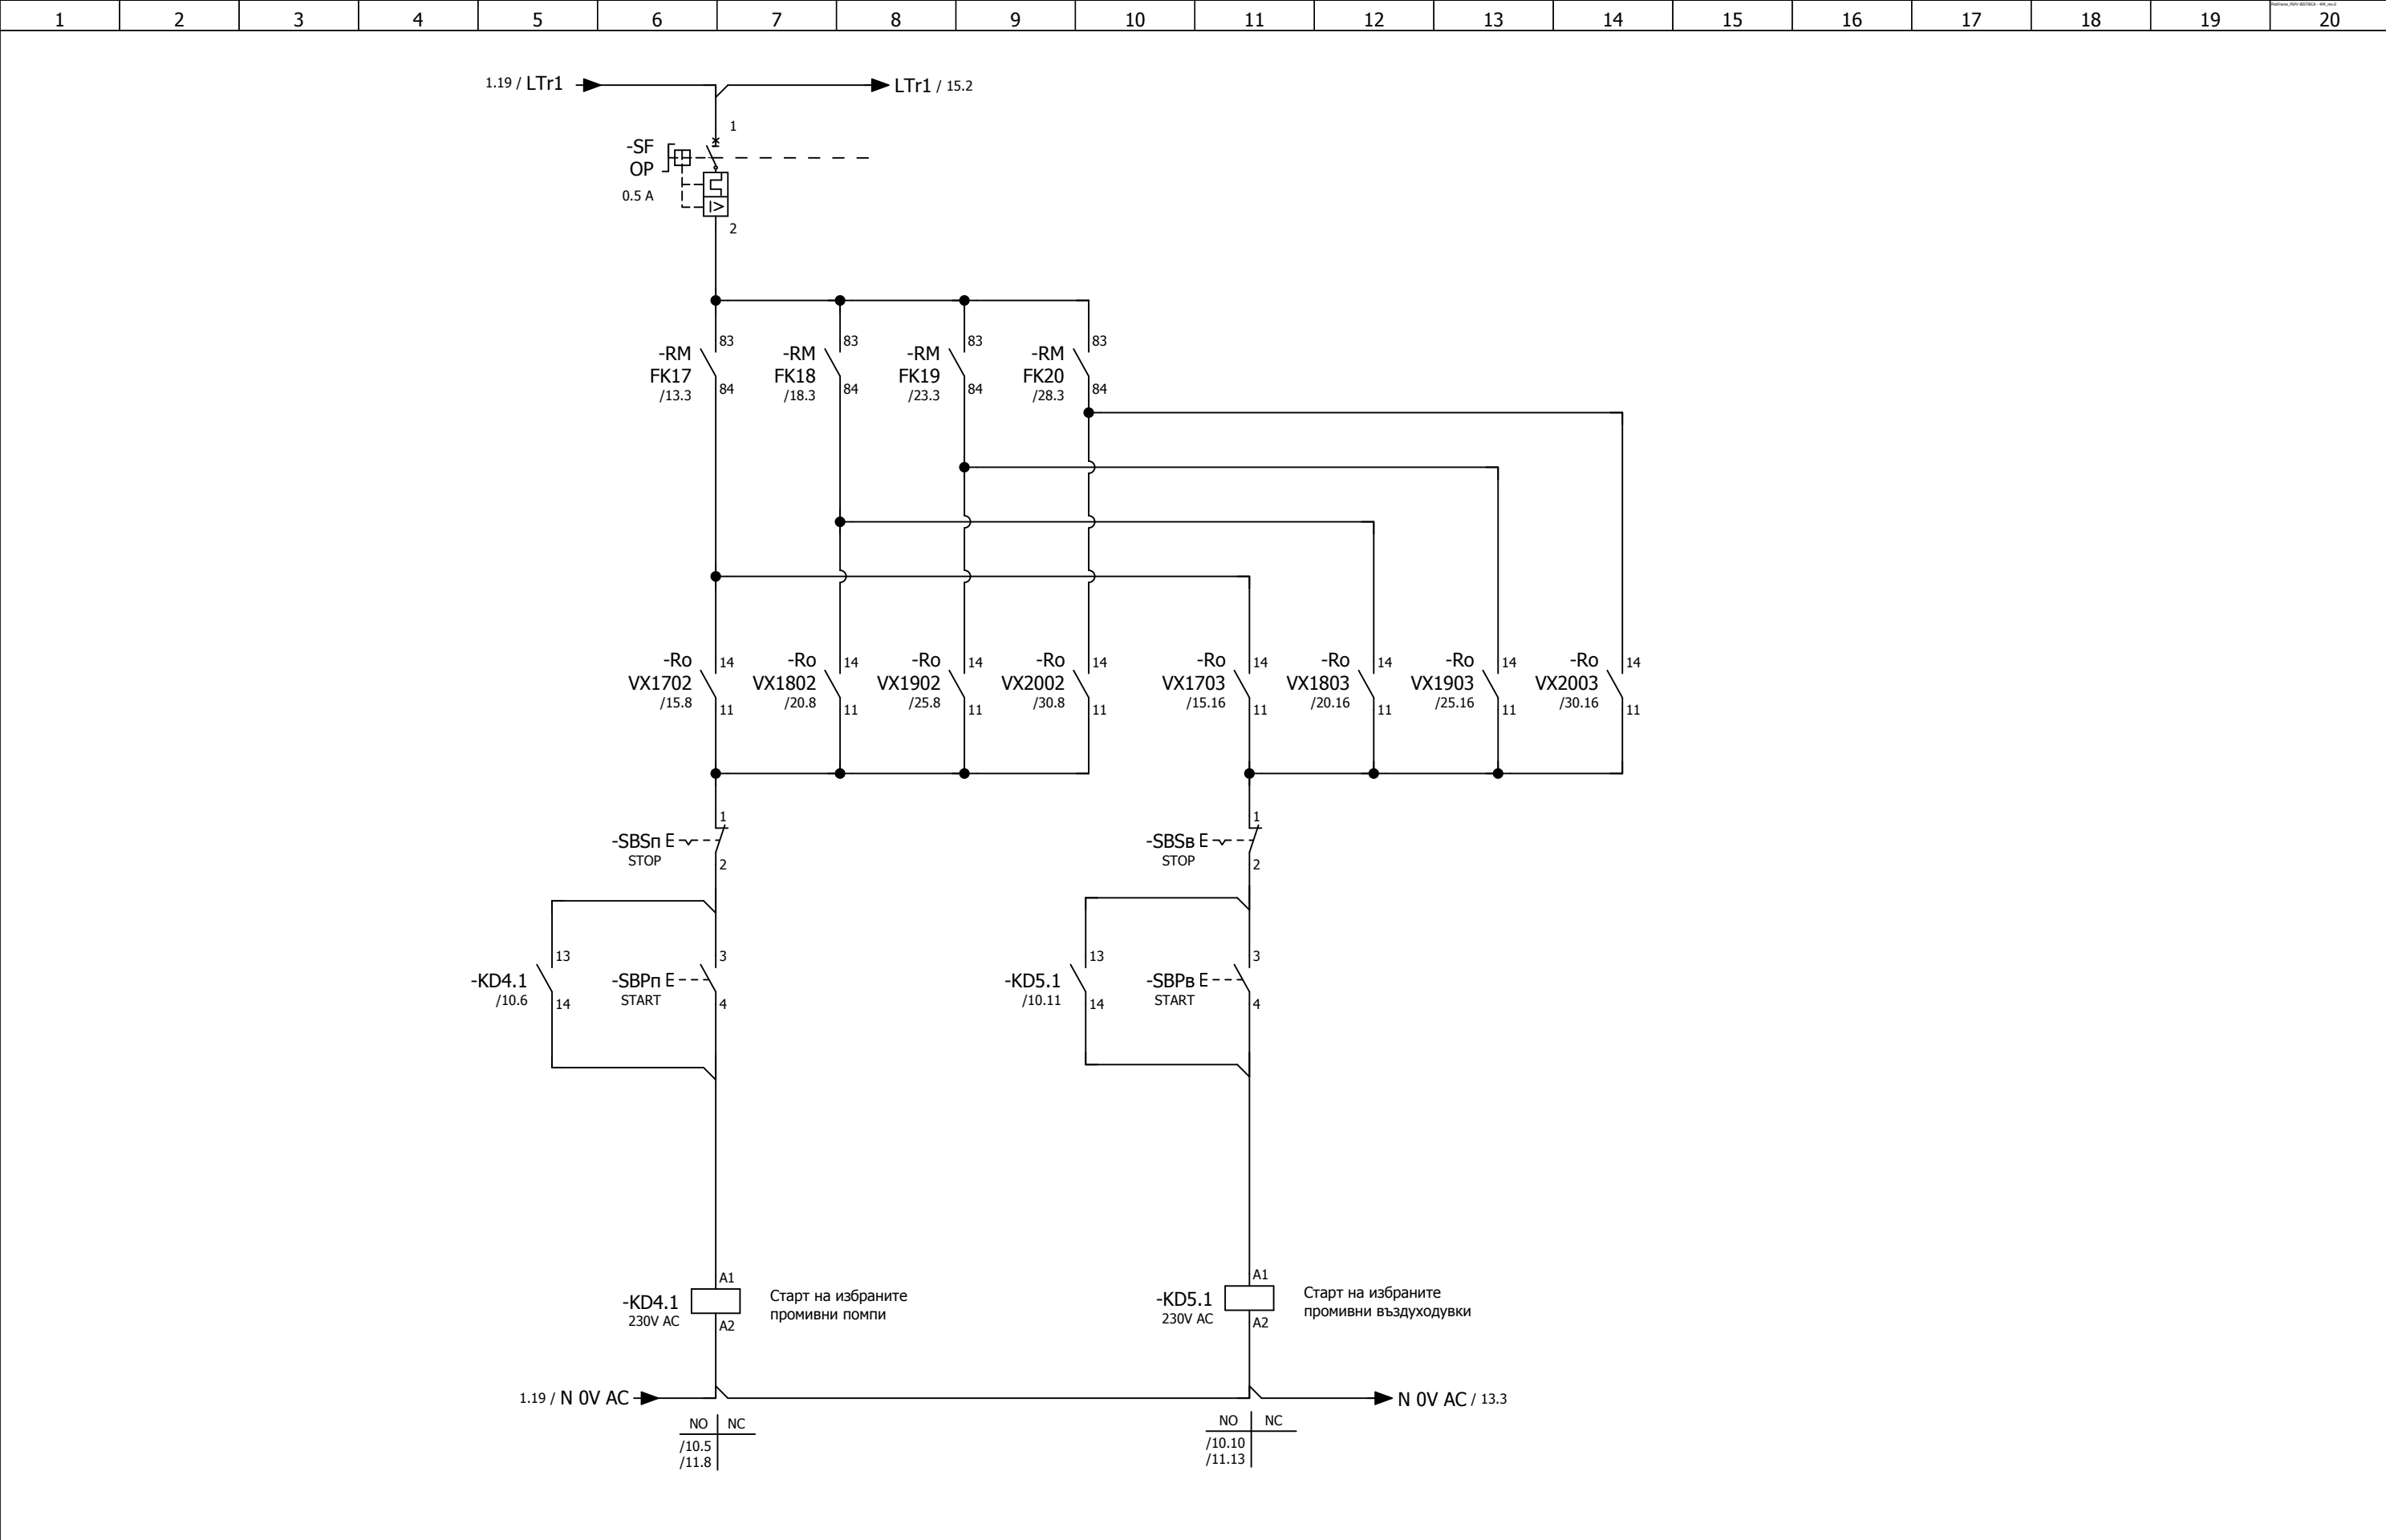 1 2 3 4 5 6 7 8 9 10 11 12 13 14 15 16 17 18 19 20
1.19 / LTr1
LTr1 / 15.2
1
-SF
OP
0.5 A
2
83 83 83 83
-RM -RM -RM -RM
FK17 FK18 FK19 FK20
/13.3 /18.3 /23.3 /28.3
84 84 84 84
-Ro 14 -Ro 14 -Ro 14 -Ro 14 -Ro 14 -Ro 14 -Ro 14 -Ro 14
VX1702 VX1802 VX1902 VX2002 VX1703 VX1803 VX1903 VX2003
/15.8 /20.8 /25.8 /30.8 /15.16 /20.16 /25.16 /30.16
11 11 11 11 11 11 11 11
1 1
-SBSп E -SBSв E
STOP STOP
2 2
13 3 13 3
-KD4.1 -SBPп E -KD5.1 -SBPв E
/10.6 START /10.11 START
14 4 14 4
A1
-KD4.1
230V AC
A2
Старт на избраните
промивни помпи
A1
-KD5.1
230V AC
A2
Старт на избраните
промивни въздуходувки
1.19 / N 0V AC
N 0V AC / 13.3
NO NC
/10.5
/11.8
NO NC
/10.10
/11.13